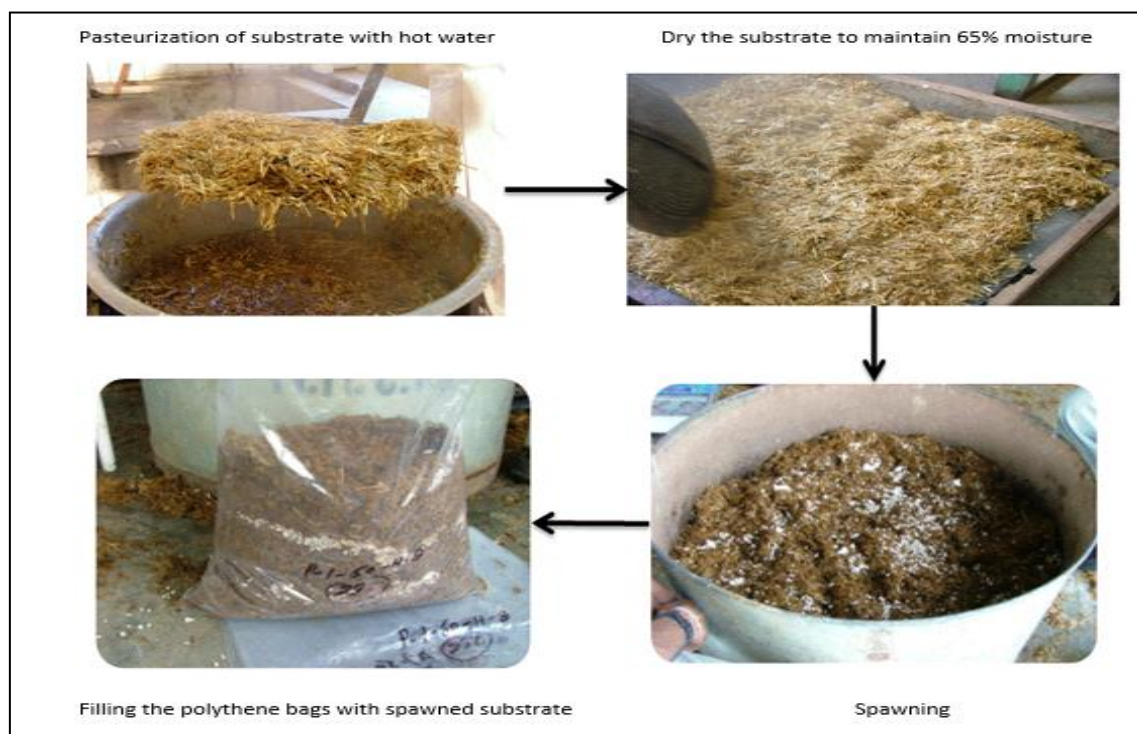 Pasteurization of substrate with hot water
Dry the substrate to maintain 65% moisture
Filling the polythene bags with spawned substrate
Spawning